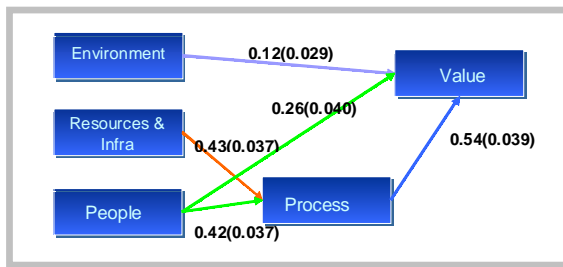 Environment
0.12(0.029)
Value
0.26(0.040)
Resources &
Infra
0.43(0.037)
0.54(0.039)
People
Process
0.42(0.037)